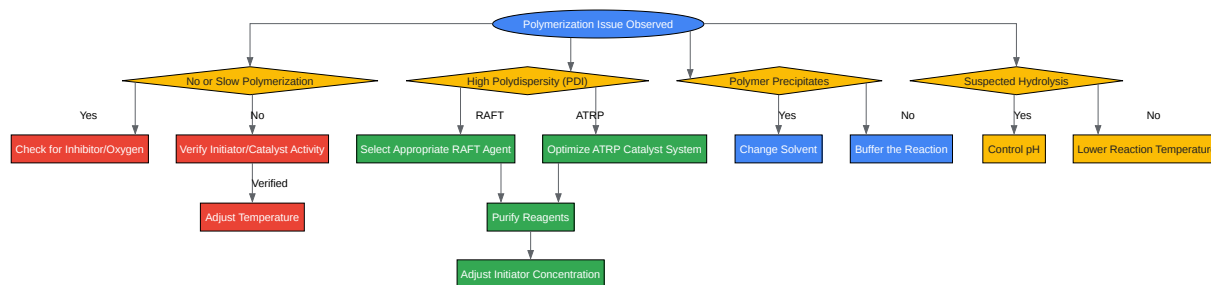 Polymerization Issue Observed
No or Slow Polymerization
High Polydispersity (PDI)
Polymer Precipitates
Suspected Hydrolysis
Yes
No
RAFT
ATRP
Yes
No
Yes
No
Check for Inhibitor/Oxygen
Verify Initiator/Catalyst Activity
Select Appropriate RAFT Agent
Optimize ATRP Catalyst System
Change Solvent
Buffer the Reaction
Control pH
Lower Reaction Temperature
Verified
Adjust Temperature
Purify Reagents
Adjust Initiator Concentration